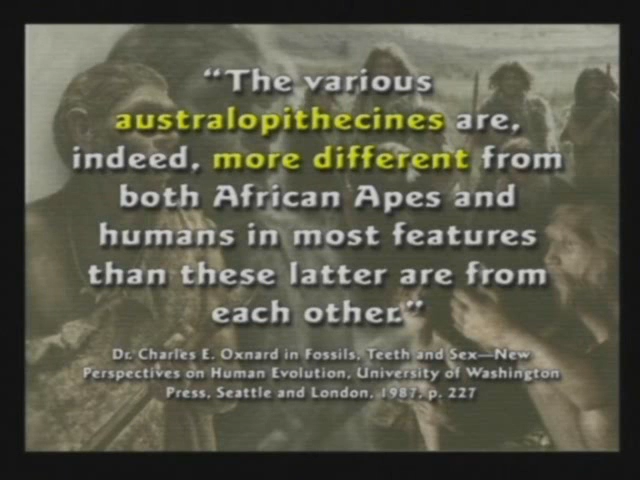 “The various
australopithecines are,
indeed, more different from
both African Apes and
humans in most features
than these latter are from
each other.”
Dr. Charles E. Oxnard in Fossils, Teeth and Sex—New
Perspectives on Human Evolution, University of Washington
Press, Seattle and London, 1987, p. 227